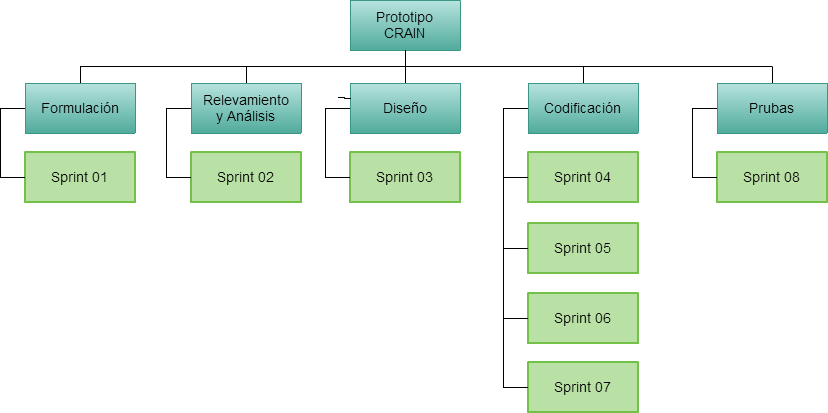 Prototipo
CRAIN
Formulación
Relevamiento
y Análisis
Diseño
Codificación
Prubas
Sprint 01
Sprint 02
Sprint 03
Sprint 04
Sprint 08
Sprint 05
Sprint 06
Sprint 07